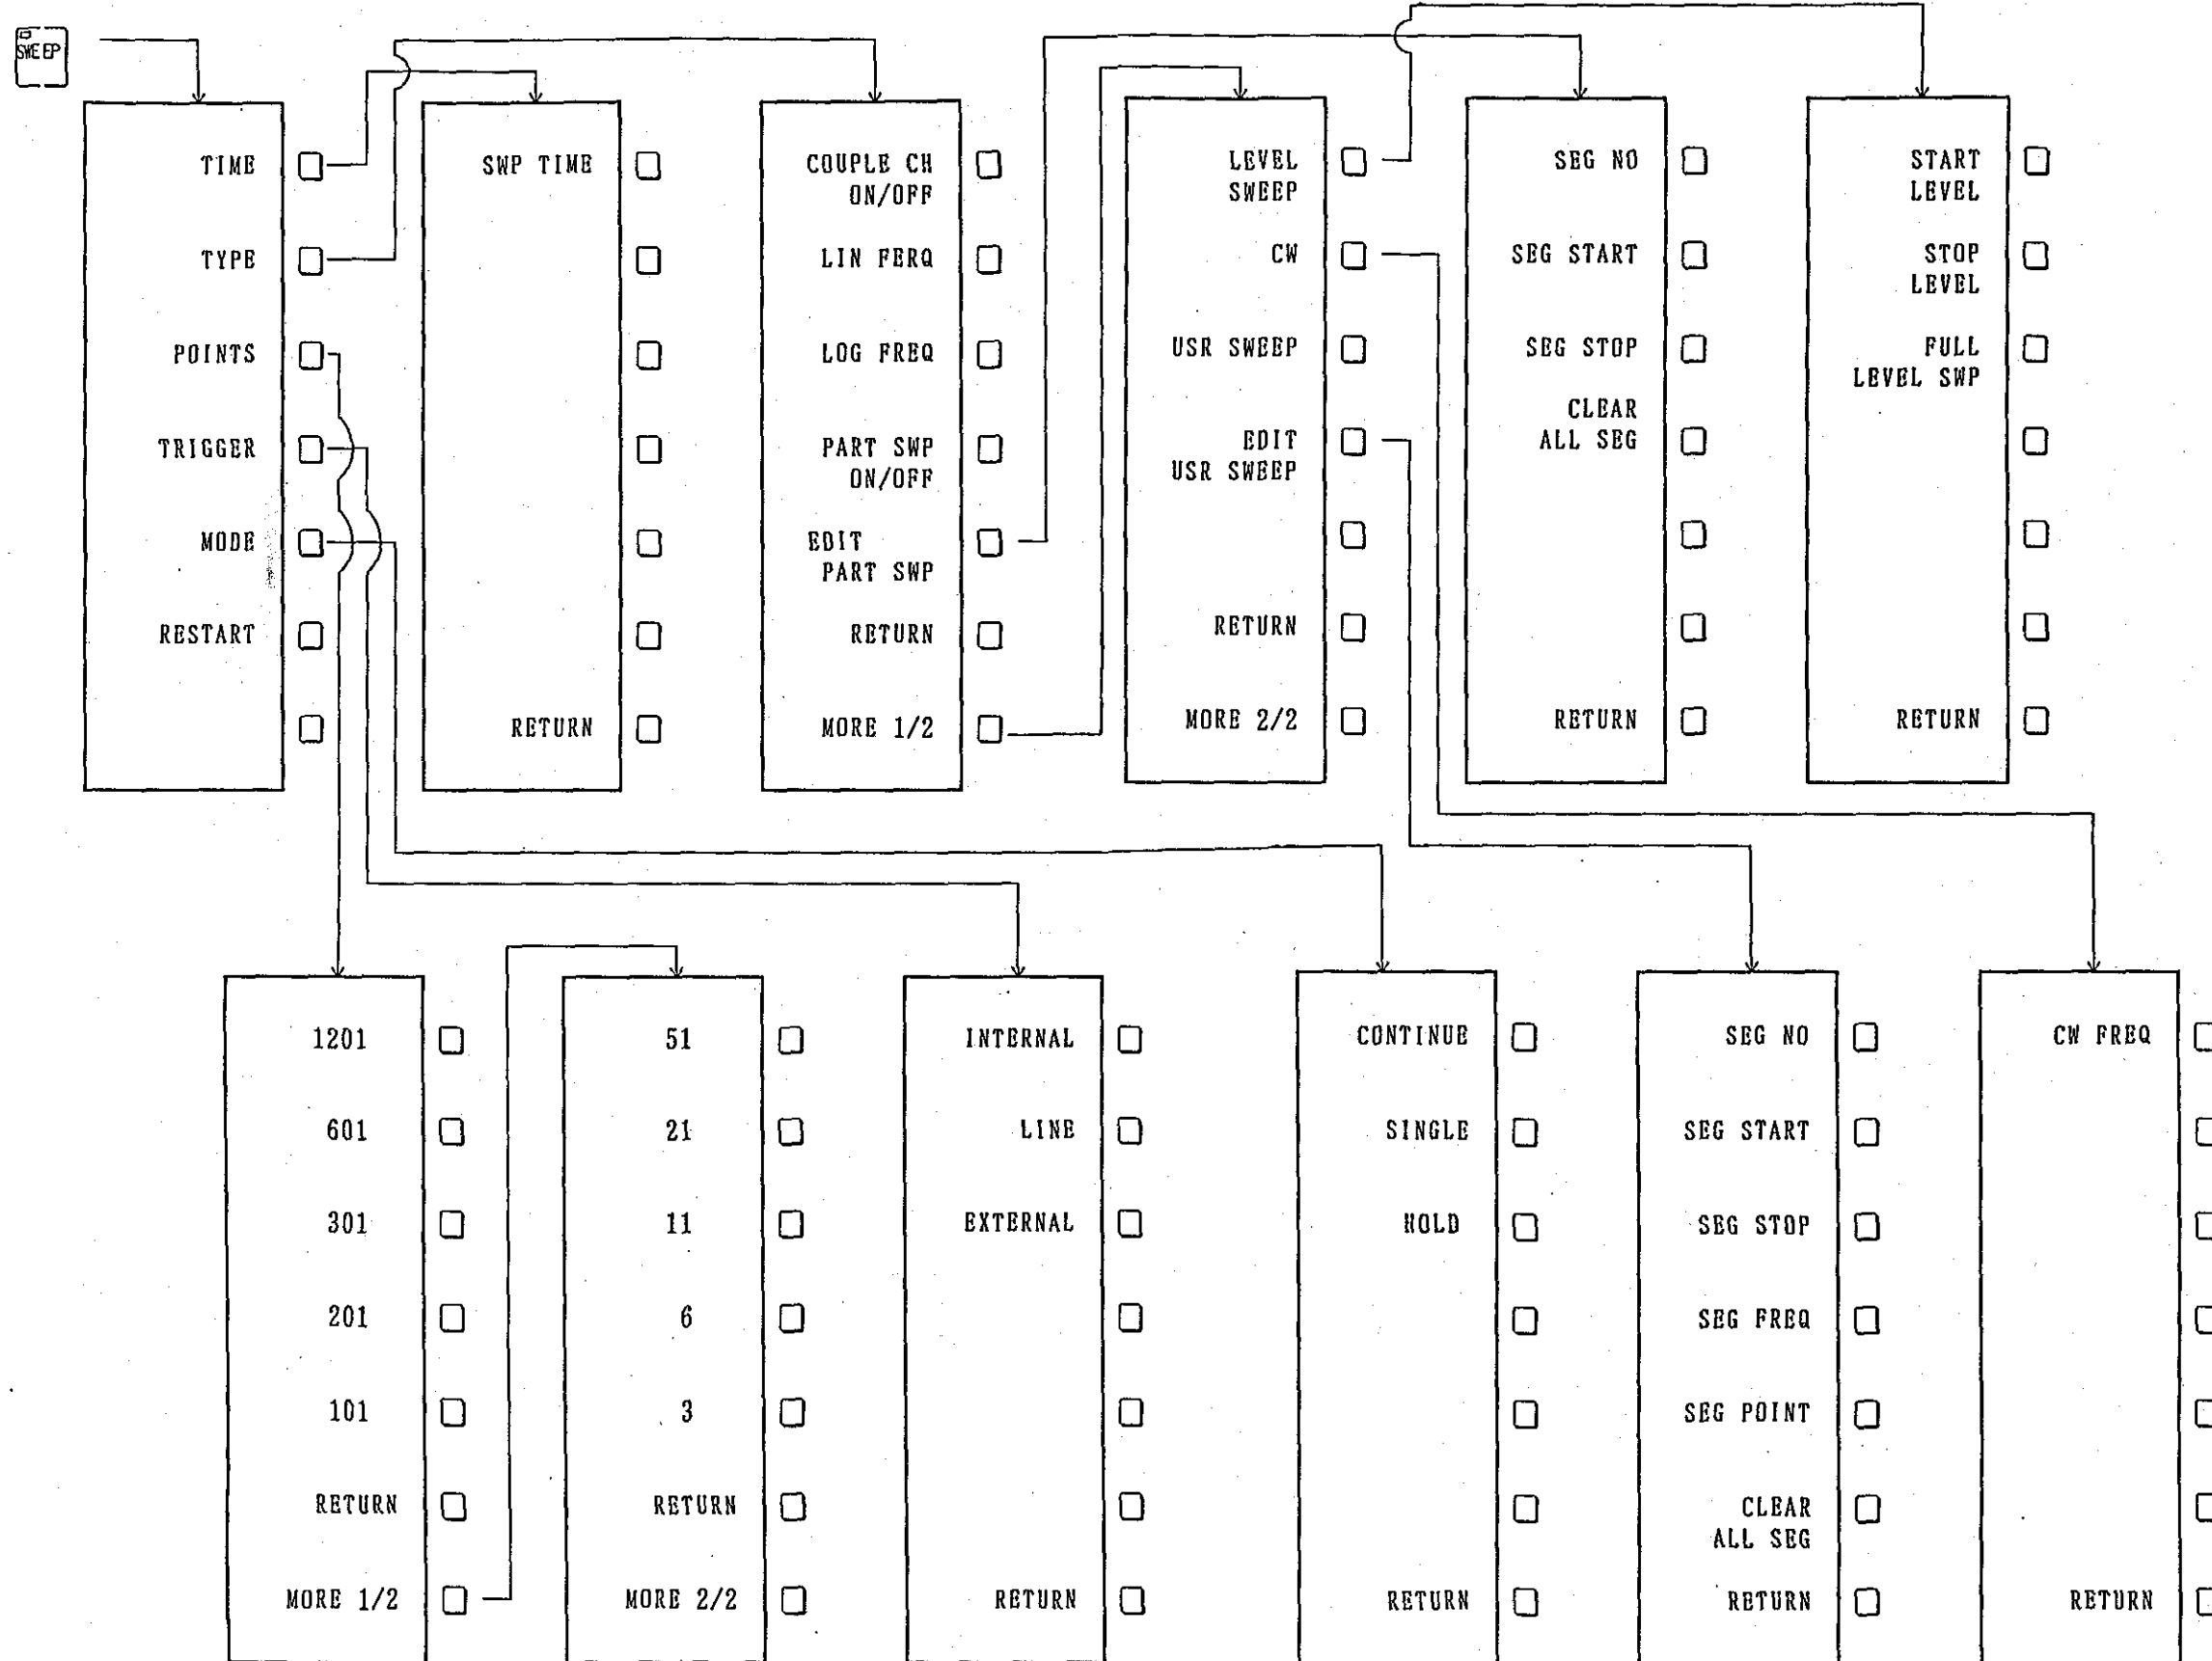 SWEEP
TIME
TYPE
POINTS
TRIGGER
MODE
RESTART
SWP TIME
RETURN
COUPLE CH
ON/OFF
LIN FERQ
LOG FREQ
PART SWP
ON/OFF
EDIT
PART SWP
RETURN
MORE 1/2
LEVEL
SWEEP
CW
USR SWEEP
EDIT
USR SWEEP
RETURN
MORE 2/2
SEG NO
SEG START
SEG STOP
CLEAR
ALL SEG
RETURN
START
LEVEL
STOP
LEVEL
FULL
LEVEL SWP
RETURN
1201
601
301
201
101
RETURN
MORE 1/2
51
21
11
6
3
RETURN
MORE 2/2
INTERNAL
LINE
EXTERNAL
RETURN
CONTINUE
SINGLE
HOLD
RETURN
SEG NO
SEG START
SEG STOP
SEG FREQ
SEG POINT
CLEAR
ALL SEG
RETURN
CW FREQ
RETURN